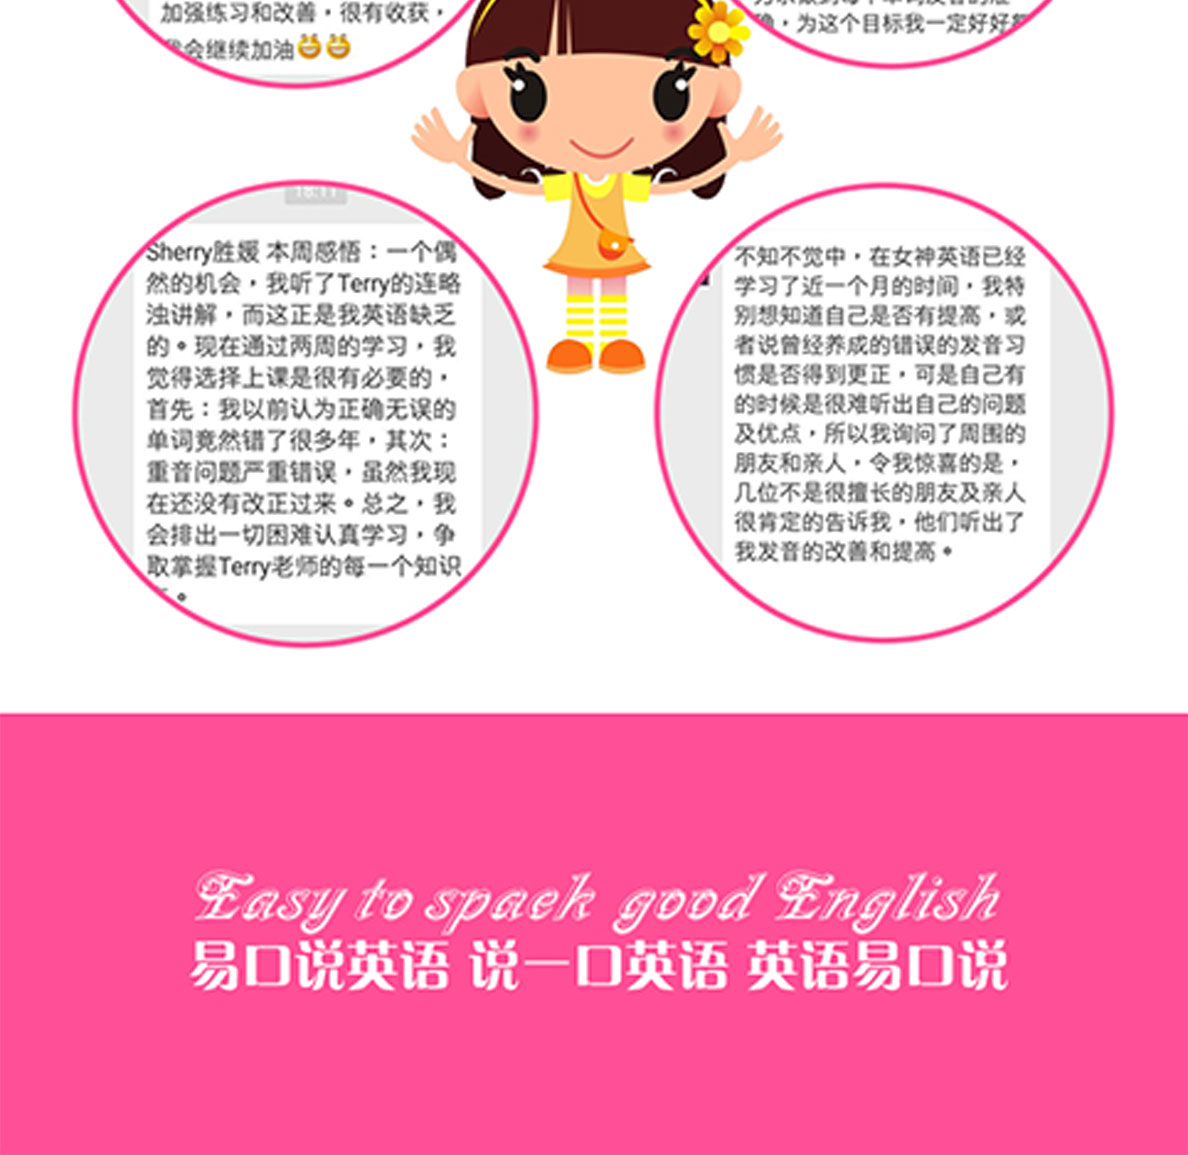 加强练习和改善，很有收获，
我会继续加油
确，为这个目标我一定好好努
18:11
Sherry胜媛 本周感悟：一个偶
然的机会，我听了Terry的连略
浊讲解，而这正是我英语缺乏
的。现在通过两周的学习，我
觉得选择上课是很有必要的，
首先：我以前认为正确无误的
单词竟然错了很多年，其次：
重音问题严重错误，虽然我现
在还没有改正过来。总之，我
会排出一切困难认真学习，争
取掌握Terry老师的每一个知识
。
不知不觉中，在女神英语已经
学习了近一个月的时间，我特
别想知道自己是否有提高，或
者说曾经养成的错误的发音习
惯是否得到更正，可是自己有
的时候是很难听出自己的问题
及优点，所以我询问了周围的
朋友和亲人，令我惊喜的是，
几位不是很擅长的朋友及亲人
很肯定的告诉我，他们听出了
我发音的改善和提高。
Easy to spaek good English
易口说英语 说一口英语 英语易口说